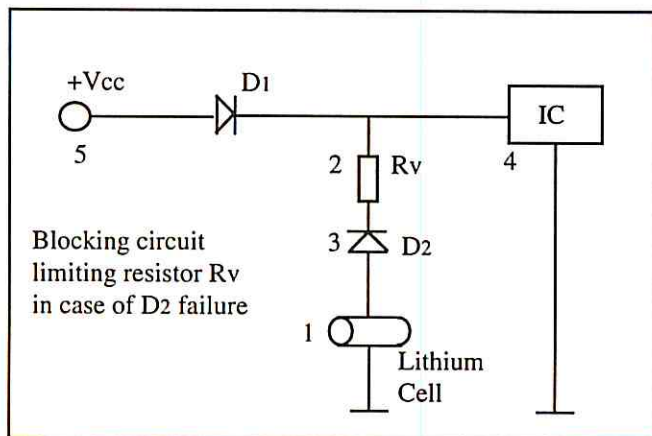 +Vcc
D1
IC
5
2
Rv
4
3
D2
Blocking circuit
limiting resistor Rv
in case of D2 failure
1
Lithium
Cell